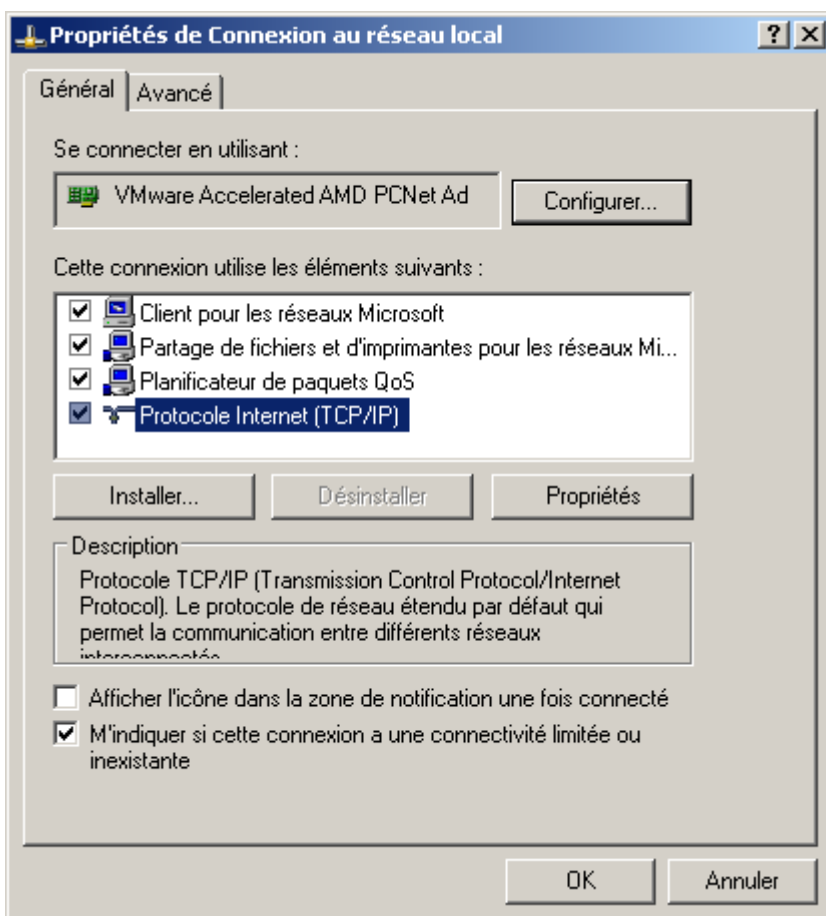 Propriétés de Connexion au réseau local
Général
Avancé
Se connecter en utilisant :
VMware Accelerated AMD PCNet Ad
Configurer...
Cette connexion utilise les éléments suivants :
Client pour les réseaux Microsoft
Partage de fichiers et d'imprimantes pour les réseaux Mi...
Planificateur de paquets QoS
Protocole Internet (TCP/IP)
Installer...
Désinstaller
Propriétés
Description
Protocole TCP/IP (Transmission Control Protocol/Internet
Protocol). Le protocole de réseau étendu par défaut qui
permet la communication entre différents réseaux
interconnectés
Afficher l'icône dans la zone de notification une fois connecté
M'indiquer si cette connexion a une connectivité limitée ou
inexistante
OK
Annuler